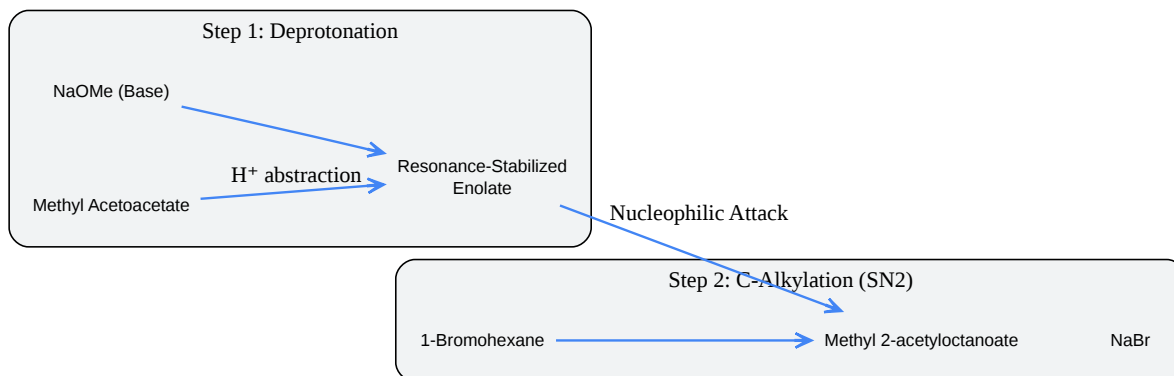 Step 1: Deprotonation
NaOMe (Base)
H⁺ abstraction
Methyl Acetoacetate
Resonance-Stabilized
Enolate
Nucleophilic Attack
Step 2: C-Alkylation (SN2)
1-Bromohexane
Methyl 2-acetyloctanoate
NaBr